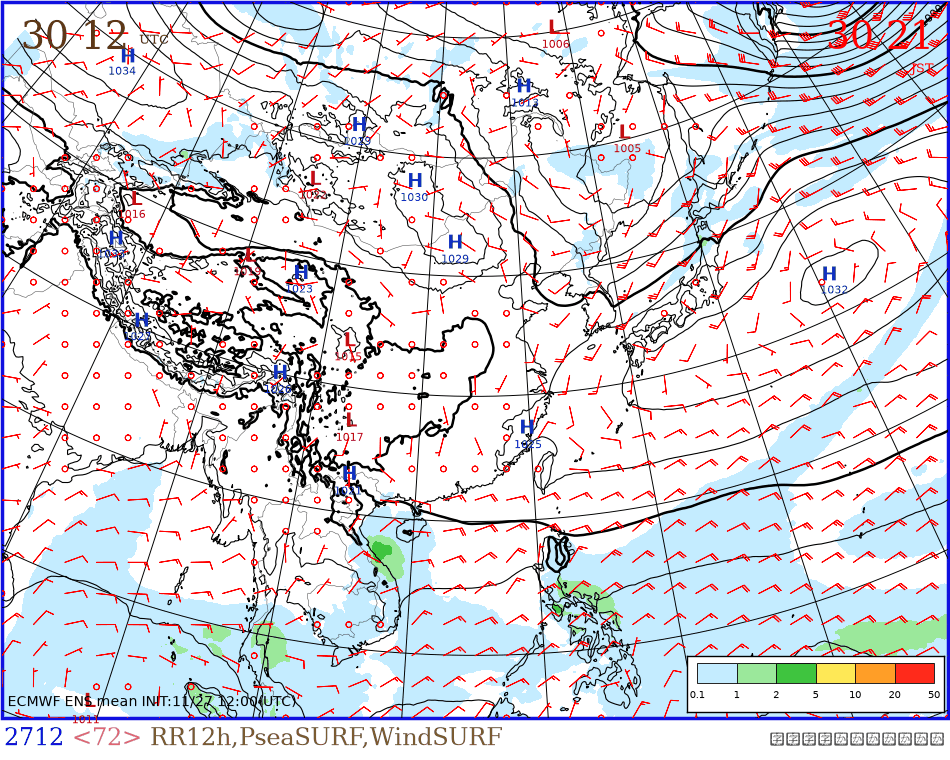 30 12 UTC
30 21 JST
L 1006
H 1034
H 1013
H 1023
L 1005
H 1030
L 1016
H
H 1029
L
H 1023
H 1032
H
L 1015
H
L 1017
H 1025
H 1021
L 1011
ECMWF ENS mean INIT:11/27 12:00(UTC)
0.1 1 2 5 10 20 50
2712 <72> RR12h,PseaSURF,WindSURF